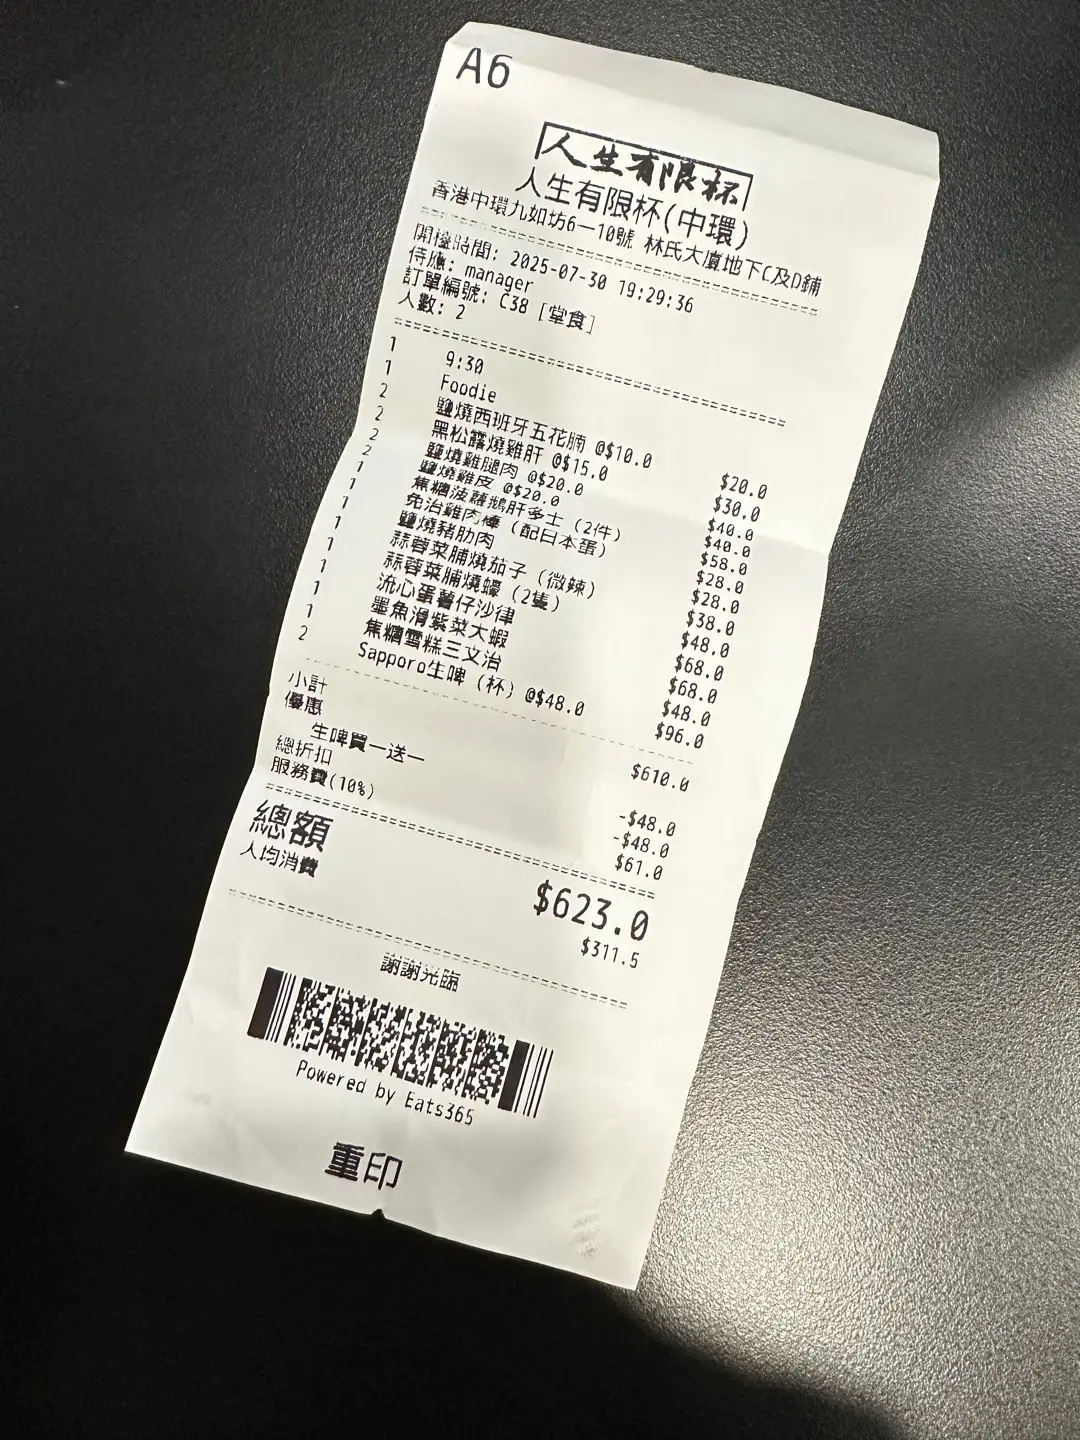 A6
人生有限杯
人生有限杯(中環)
香港中環九如坊6—10號 林氏大廈地下C及D鋪
開檯時間: 2025-07-30 19:29:36
侍應: manager
訂單編號: C38 [堂食]
人數: 2
1 9:30
1 Foodie
2 鹽燒西班牙五花腩 @$10.0 $20.0
2 黑松露燒雞肝 @$15.0 $30.0
2 鹽燒雞腿肉 @$20.0 $40.0
2 鹽燒雞皮 @$20.0 $40.0
1 焦糖菠蘿鵝肝多士 (2件) $58.0
1 免治雞肉棒 (配日本蛋) $28.0
1 鹽燒豬肋肉 $28.0
1 蒜蓉菜脯燒茄子 (微辣) $38.0
1 蒜蓉菜脯燒蠔 (2隻) $48.0
1 流心蛋薯仔沙律 $68.0
1 墨魚滑紫菜大蝦 $68.0
1 焦糖雪糕三文治 $48.0
2 Sapporo生啤 (杯) @$48.0 $96.0
小計 $610.0
優惠
生啤買一送一 -$48.0
總折扣 -$48.0
服務費(10%) $61.0
總額 $623.0
人均消費 $311.5
謝謝光臨
Powered by Eats365
重印